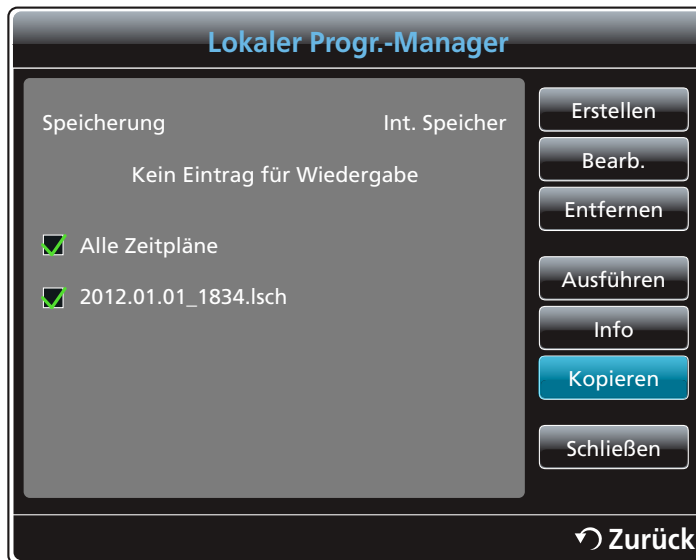 Lokaler Progr.-Manager
Speicherung Int. Speicher
Kein Eintrag für Wiedergabe
Alle Zeitpläne
2012.01.01_1834.lsch
Erstellen
Bearb.
Entfernen
Ausführen
Info
Kopieren
Schließen
Zurück